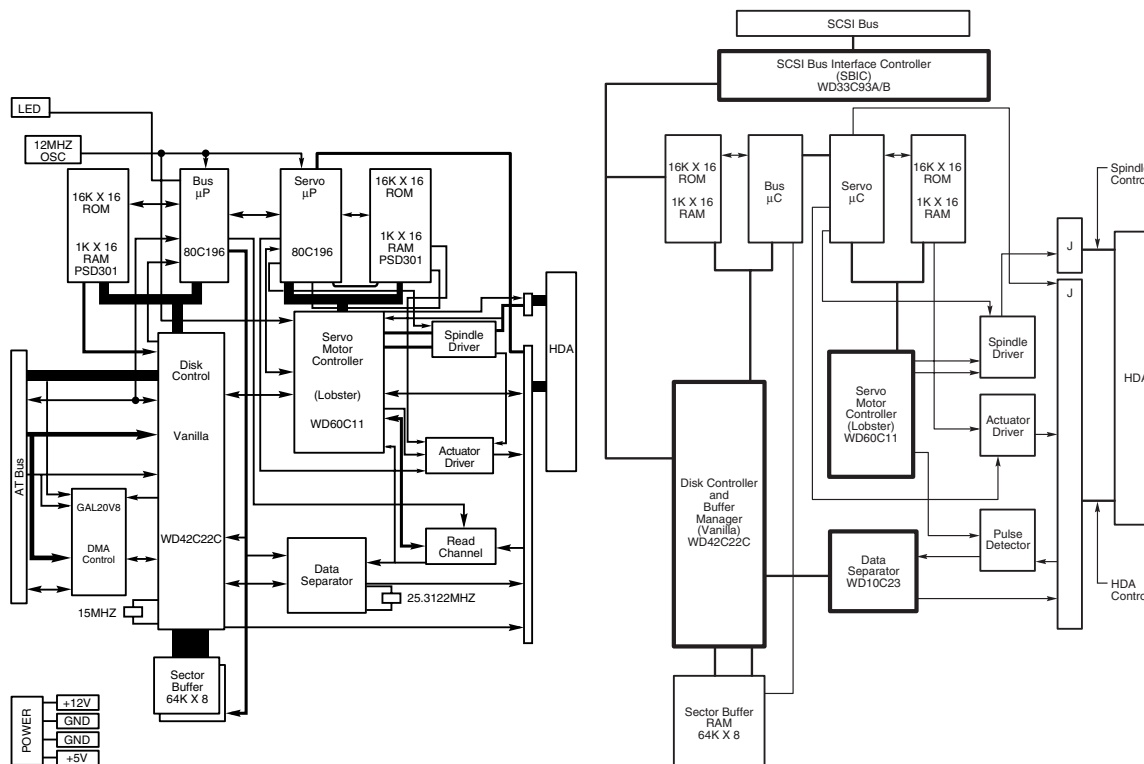 LED
12MHZ
OSC
16K X 16
ROM
1K X 16
RAM
PSD301
Bus
µP
80C196
Servo
µP
80C196
16K X 16
ROM
1K X 16
RAM
PSD301
Disk
Control
Vanilla
WD42C22C
Servo
Motor
Controller
(Lobster)
WD60C11
Spindle
Driver
HDA
AT Bus
GAL20V8
DMA
Control
Actuator
Driver
Read
Channel
Data
Separator
25.3122MHZ
15MHZ
Sector
Buffer
64K X 8
POWER
+12V
GND
GND
+5V
SCSI Bus
SCSI Bus Interface Controller
(SBIC)
WD33C93A/B
16K X 16
ROM
1K X 16
RAM
Bus
µC
Servo
µC
16K X 16
ROM
1K X 16
RAM
Spindle
Contro
J
J
HDA
Spindle
Driver
Servo
Motor
Controller
(Lobster)
WD60C11
Actuator
Driver
Disk Controller
and
Buffer
Manager
(Vanilla)
WD42C22C
Data
Separator
WD10C23
Pulse
Detector
HDA
Contro
Sector Buffer
RAM
64K X 8